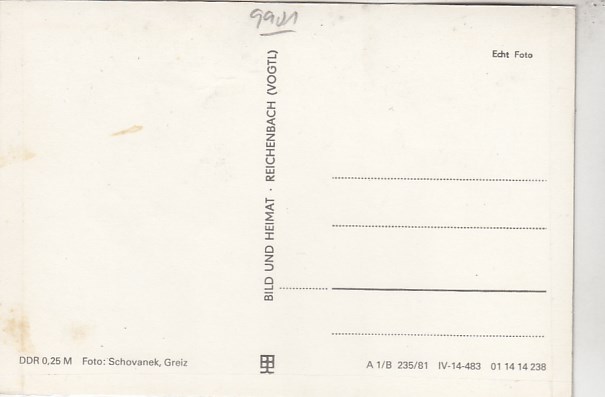 9901
Echt Foto
BILD UND HEIMAT · REICHENBACH (VOGTL)
DDR 0,25 M Foto: Schovanek, Greiz
A 1/B 235/81 IV-14-483 01 14 14 238